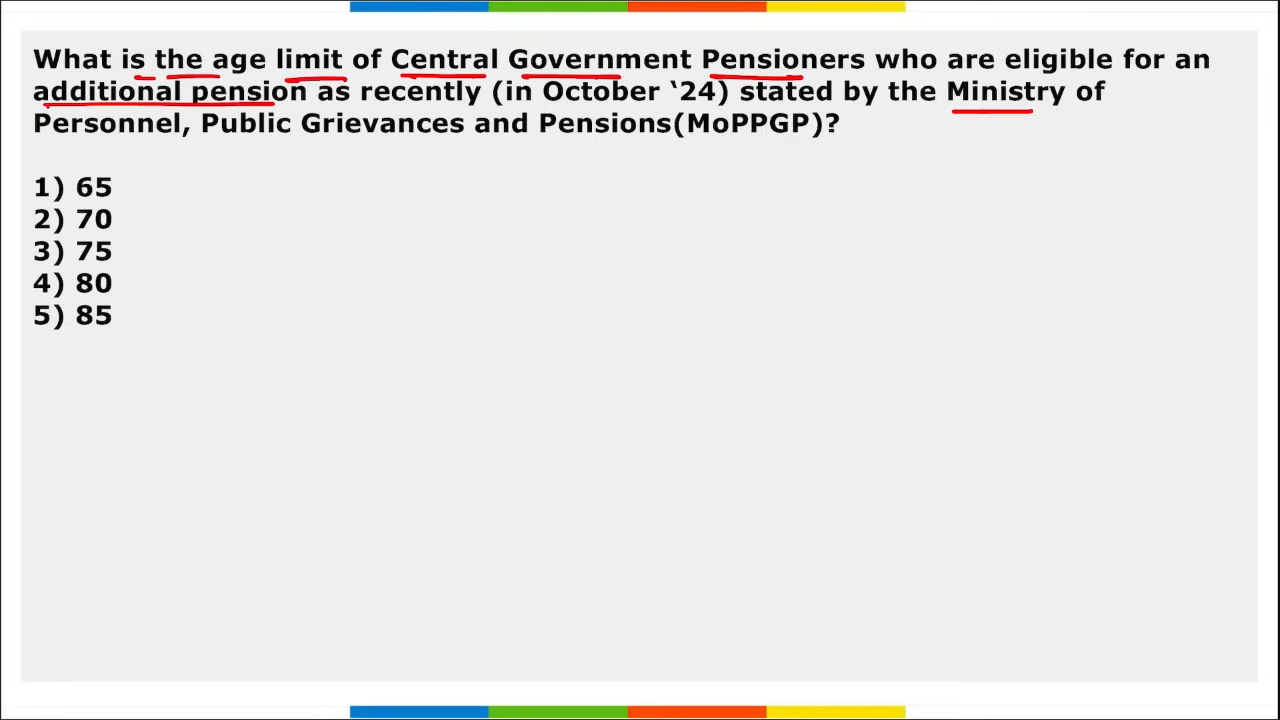 What is the age limit of Central Government Pensioners who are eligible for an
additional pension as recently (in October ‘24) stated by the Ministry of
Personnel, Public Grievances and Pensions(MoPPGP)?
1) 65
2) 70
3) 75
4) 80
5) 85